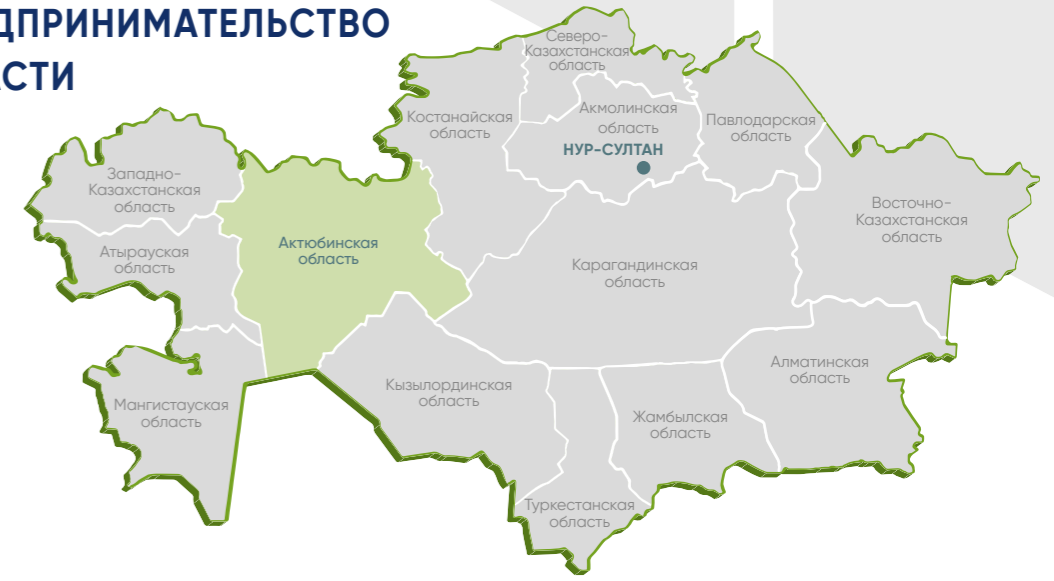 ДПРИНИМАТЕЛЬСТВО
СТИ
Северо-
Казахстанская
область
Костанайская
область
Акмолинская
область
НУР-СУЛТАН
Павлодарская
область
Западно-
Казахстанская
область
Восточно-
Казахстанская
область
Актюбинская
область
Атырауская
область
Карагандинская
область
Алматинская
область
Кызылординская
область
Мангистауская
область
Жамбылская
область
Туркестанская
область